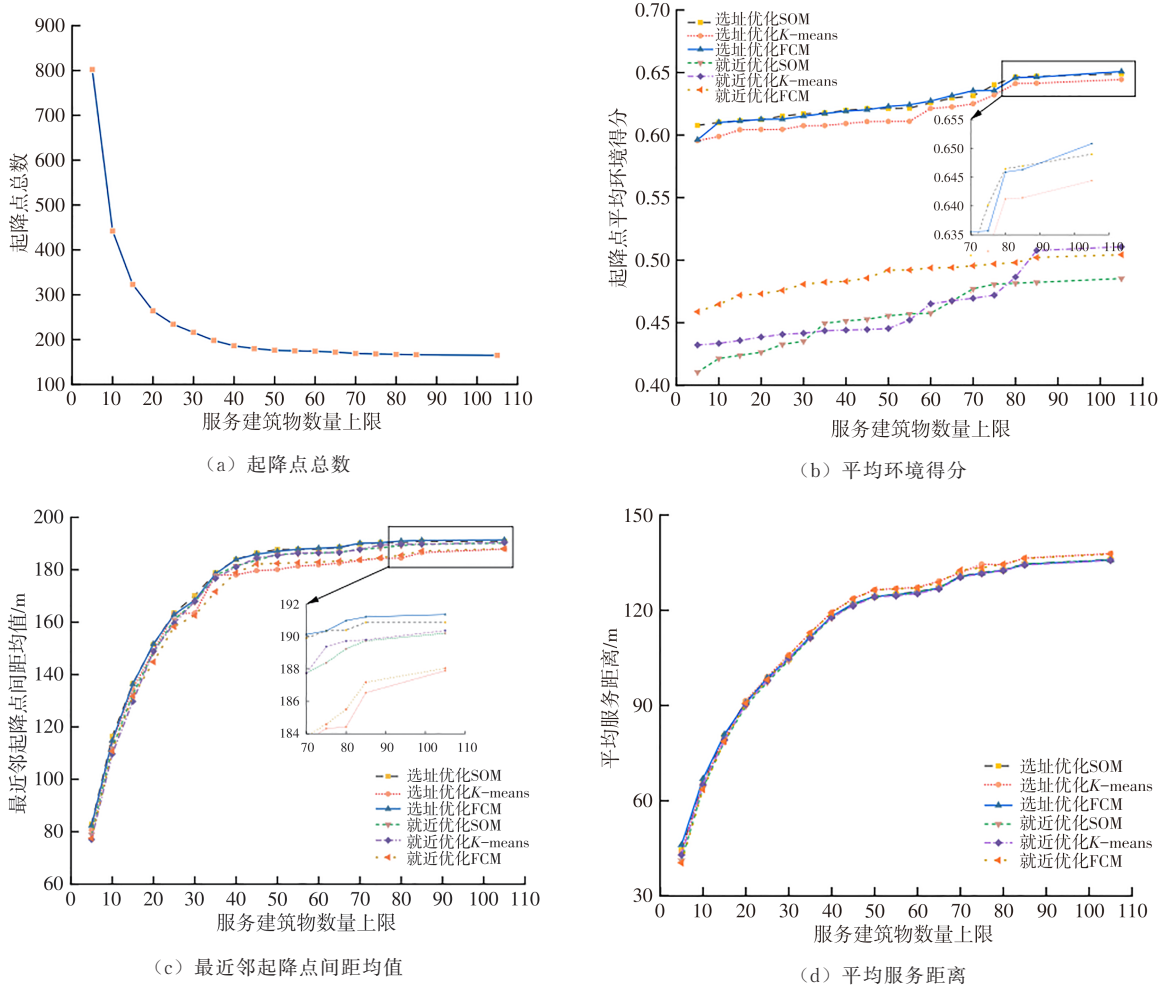 900
800
700
600
500
400
300
200
100
0 10 20 30 40 50 60 70 80 90 100 110
起降点总数
服务建筑物数量上限
(a) 起降点总数
0.70
0.65
0.60
0.55
0.50
0.45
0.40
0 10 20 30 40 50 60 70 80 90 100 110
起降点平均环境得分
选址优化SOM
选址优化K-means
选址优化FCM
就近优化SOM
就近优化K-means
就近优化FCM
0.655
0.650
0.645
0.640
0.635
70 80 90 100 110
服务建筑物数量上限
(b) 平均环境得分
200
180
160
140
120
100
80
60
0 10 20 30 40 50 60 70 80 90 100 110
最近邻起降点间距均值/m
192
190
188
186
184
70 80 90 100 110
选址优化SOM
选址优化K-means
选址优化FCM
就近优化SOM
就近优化K-means
就近优化FCM
服务建筑物数量上限
(c) 最近邻起降点间距均值
150
120
90
60
30
0 10 20 30 40 50 60 70 80 90 100 110
平均服务距离/m
选址优化SOM
选址优化K-means
选址优化FCM
就近优化SOM
就近优化K-means
就近优化FCM
服务建筑物数量上限
(d) 平均服务距离